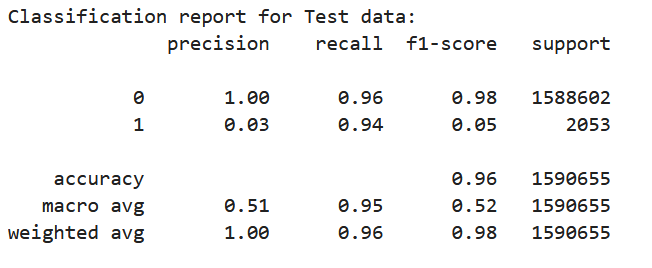 Classification report for Test data:
precision recall f1-score support
0 1.00 0.96 0.98 1588602
1 0.03 0.94 0.05 2053
accuracy 0.96 1590655
macro avg 0.51 0.95 0.52 1590655
weighted avg 1.00 0.96 0.98 1590655